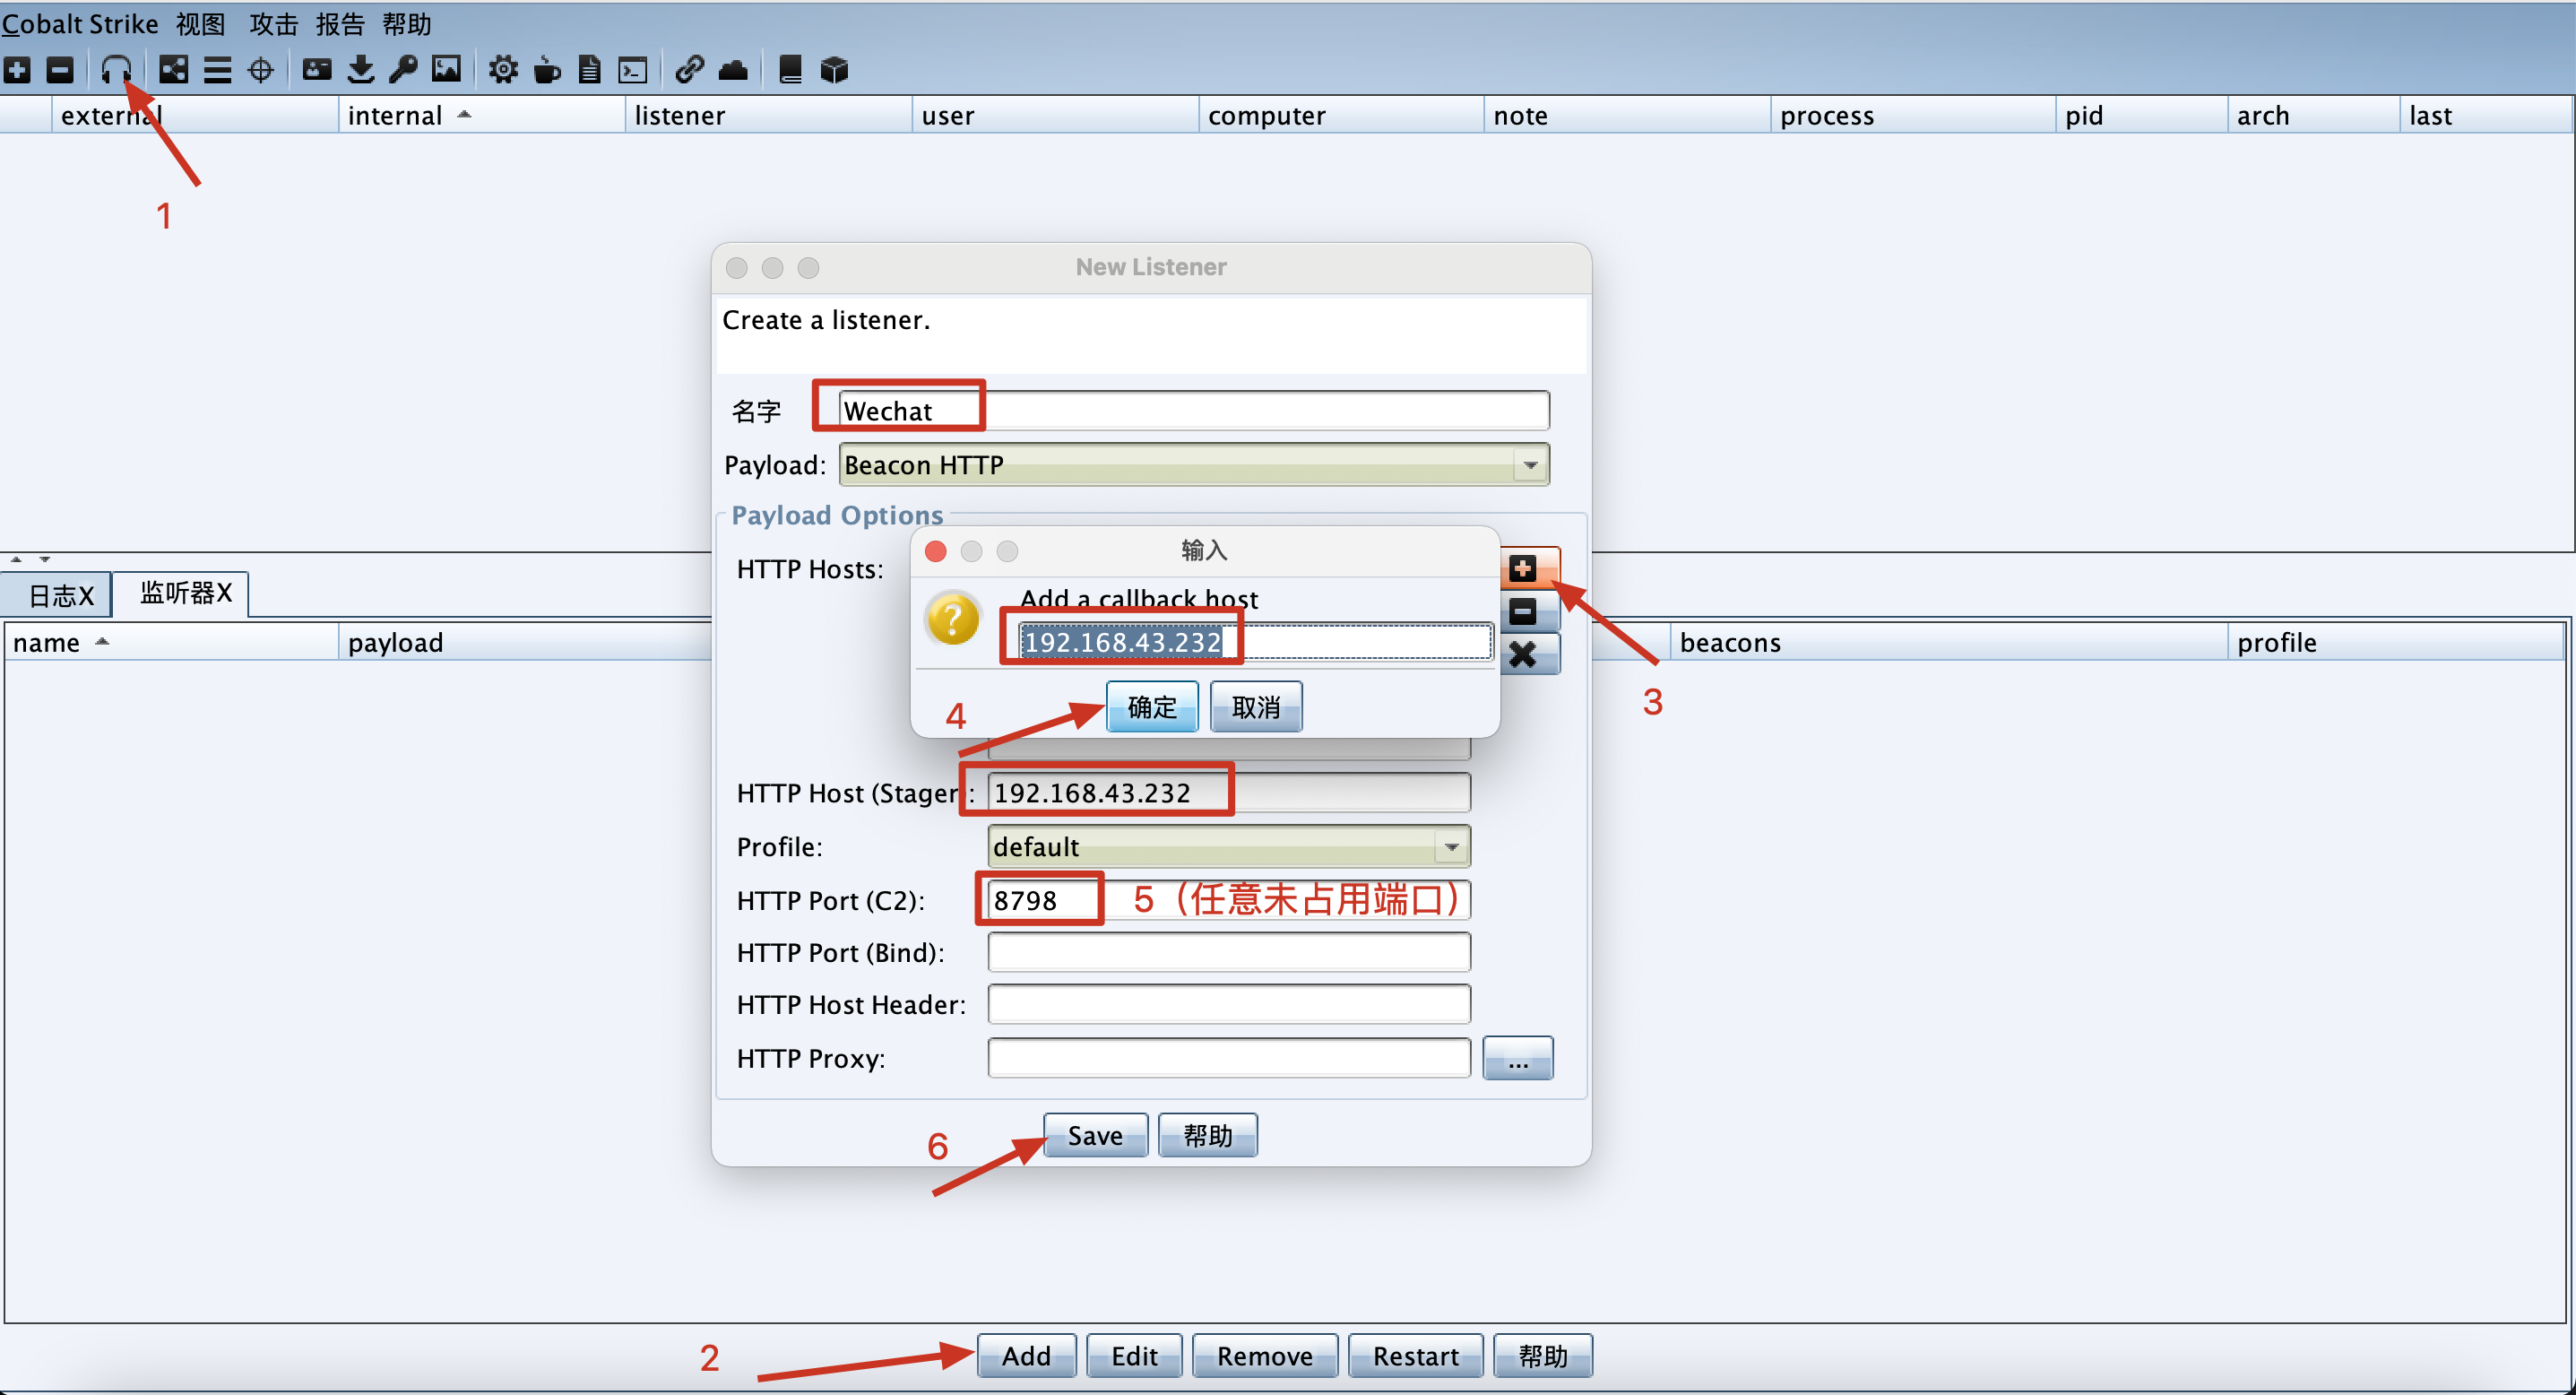 Cobalt Strike 视图 攻击 报告 帮助
external internal listener user computer note process pid arch last
1
New Listener
Create a listener.
名字 Wechat
Payload: Beacon HTTP
Payload Options
HTTP Hosts:
输入
Add a callback host
192.168.43.232
确定 取消
3
4
日志X 监听器X
name payload beacons profile
HTTP Host (Stager): 192.168.43.232
Profile: default
HTTP Port (C2): 8798 5（任意未占用端口）
HTTP Port (Bind):
HTTP Host Header:
HTTP Proxy: ...
6 Save 帮助
2 Add Edit Remove Restart 帮助